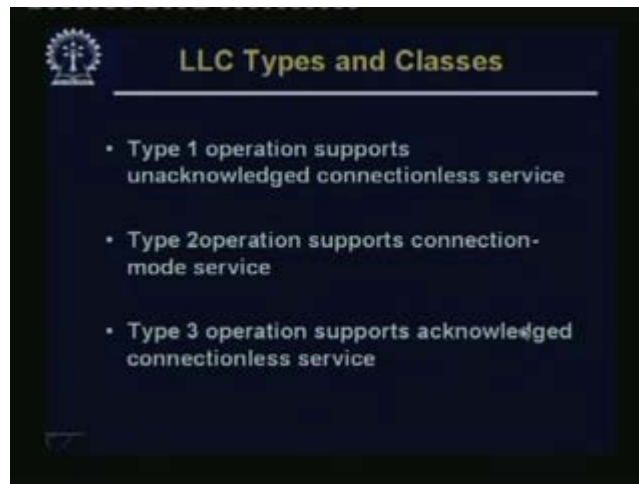 LLC Types and Classes
• Type 1 operation supports
unacknowledged connectionless service
• Type 2operation supports connection-
mode service
• Type 3 operation supports acknowledged
connectionless service